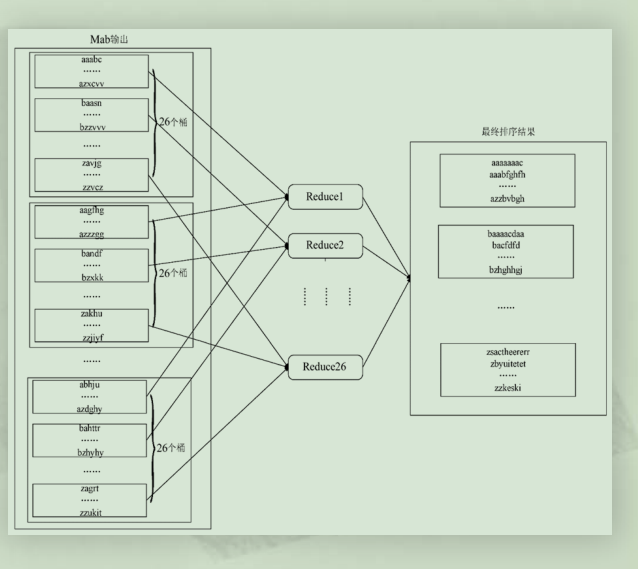 Mab输出
aaabc
......
azxcvv
baasn
......
bzzvvv
......
zavjg
......
zzvcz
26个桶
aagfhg
......
azzzgg
bandf
......
bzxkk
......
zakhu
......
zzjiyf
26个桶
......
abhju
......
azdghy
bahttr
......
bzhyhy
......
zagrt
......
zzukit
26个桶
Reduce1
Reduce2
Reduce26
最终排序结果
aaaaaaac
aaabfghfh
......
azzbvbgh
baaacdaa
bacfdfd
......
bzhghhgj
......
zsactheererr
zbyuitetet
......
zzkeski